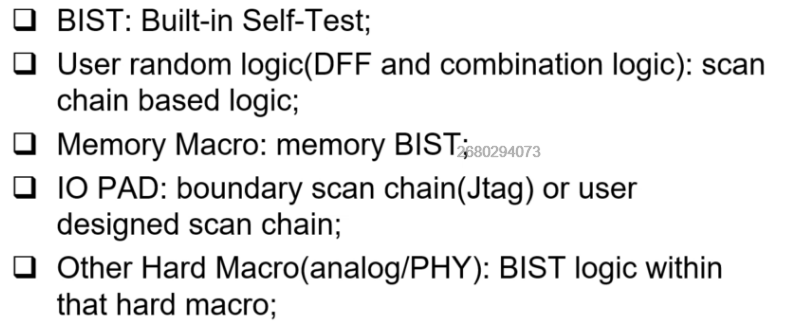 ❑ BIST: Built-in Self-Test;
❑ User random logic(DFF and combination logic): scan
chain based logic;
❑ Memory Macro: memory BIST;
2680294073
❑ IO PAD: boundary scan chain(Jtag) or user
designed scan chain;
❑ Other Hard Macro(analog/PHY): BIST logic within
that hard macro;